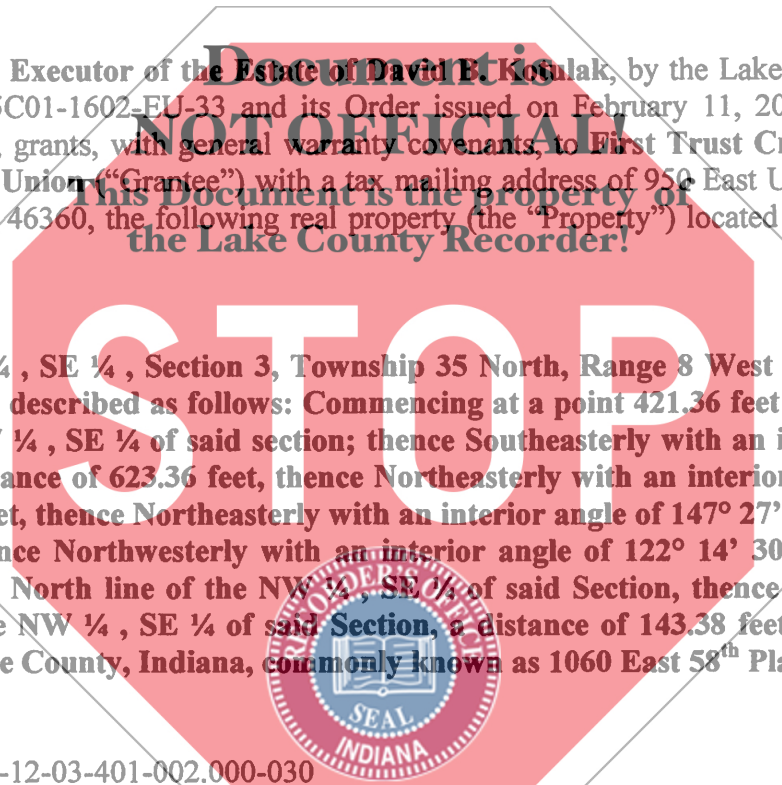 Document is
Executor of the Estate of David B. Kotulak, by the Lake
5C01-1602-EU-33 and its Order issued on February 11, 20
NOT OFFICIAL!
grants, with general warranty covenants, to First Trust Cr
Union ("Grantee") with a tax mailing address of 950 East U
This Document is the property of
46360, the following real property (the "Property") located
the Lake County Recorder!
STOP
¼ , SE ¼ , Section 3, Township 35 North, Range 8 West
described as follows: Commencing at a point 421.36 feet
¼ , SE ¼ of said section; thence Southeasterly with an i
ance of 623.36 feet, thence Northeasterly with an interior
et, thence Northeasterly with an interior angle of 147° 27'
nce Northwesterly with an interior angle of 122° 14' 30
North line of the NW ¼ , SE ¼ of said Section, thence
e NW ¼ , SE ¼ of said Section, a distance of 143.38 feet
e County, Indiana, commonly known as 1060 East 58th Pla
RECORDER'S OFFICE
SEAL
INDIANA
-12-03-401-002.000-030